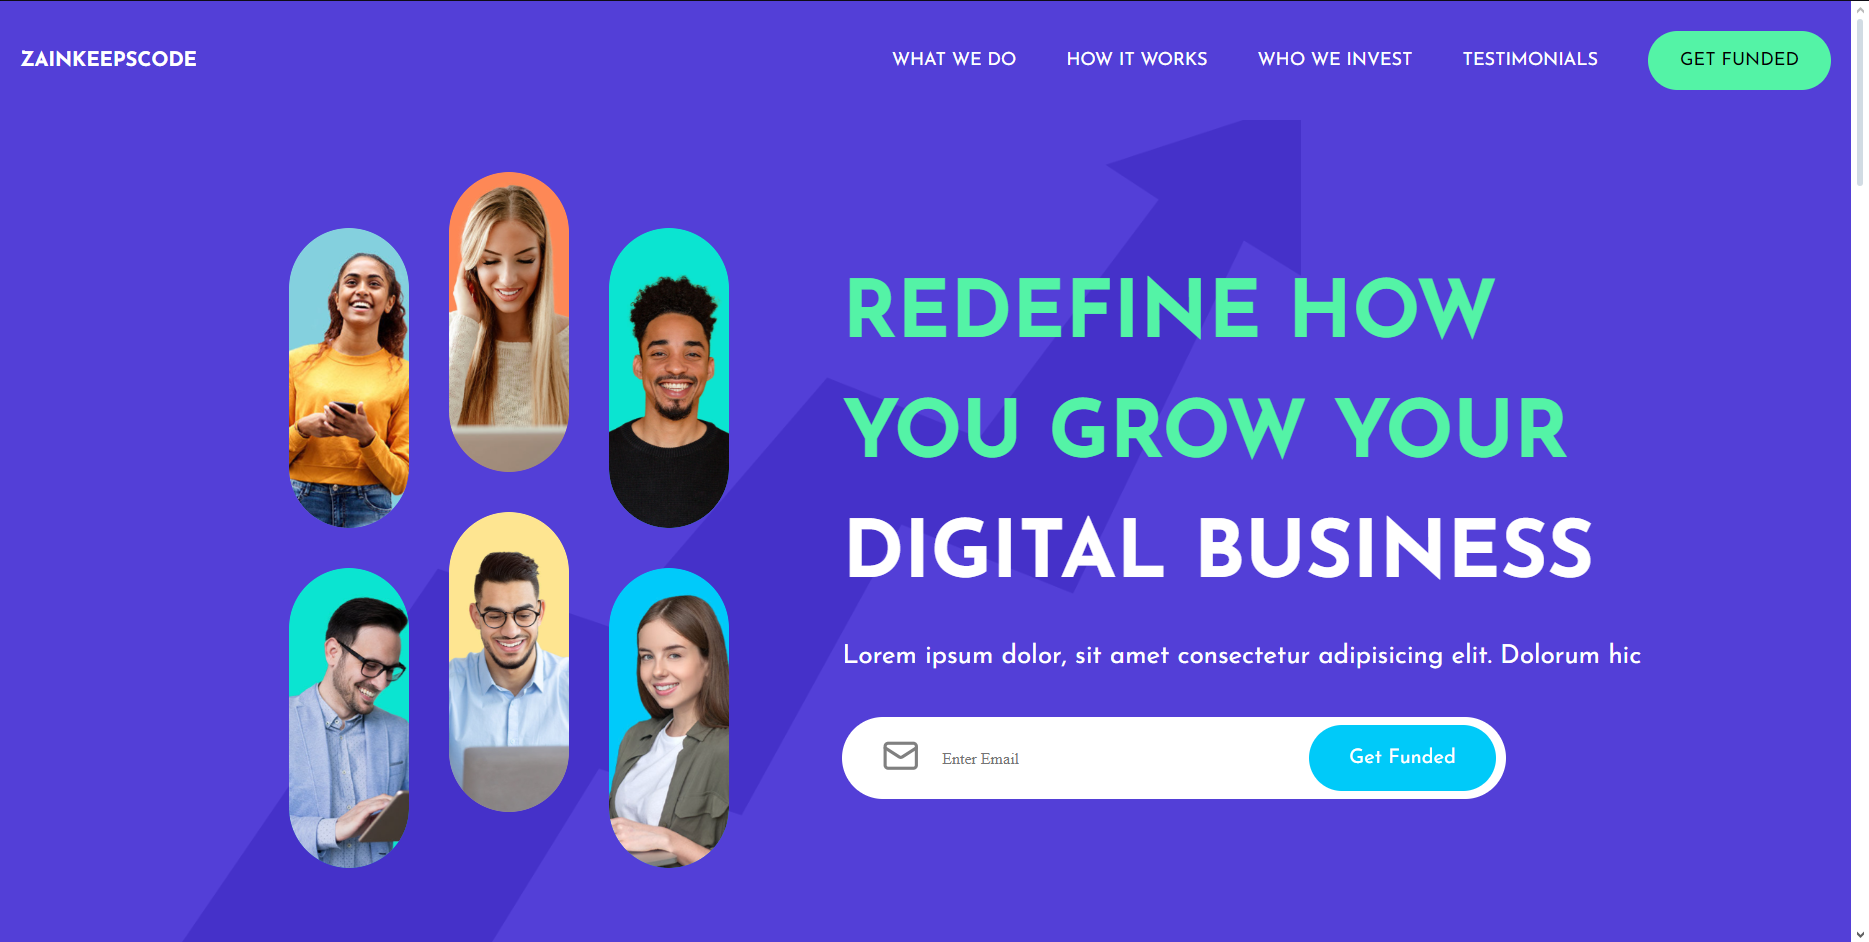 ZAINKEEPSCODE
WHAT WE DO
HOW IT WORKS
WHO WE INVEST
TESTIMONIALS
GET FUNDED
REDEFINE HOW
YOU GROW YOUR
DIGITAL BUSINESS
Lorem ipsum dolor, sit amet consectetur adipisicing elit. Dolorum hic
Enter Email
Get Funded